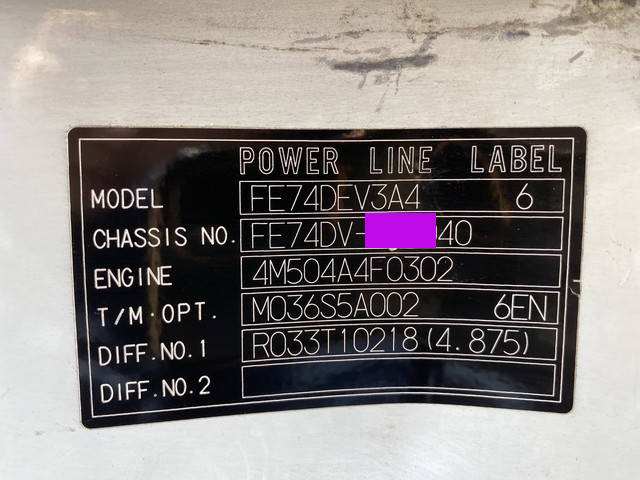 POWER LINE LABEL
MODEL FE74DEV3A4 6
CHASSIS NO. FE74DV- 40
ENGINE 4M504A4F0302
T/M·OPT. M036S5A002 6EN
DIFF.NO.1 R033T10218(4.875)
DIFF.NO.2